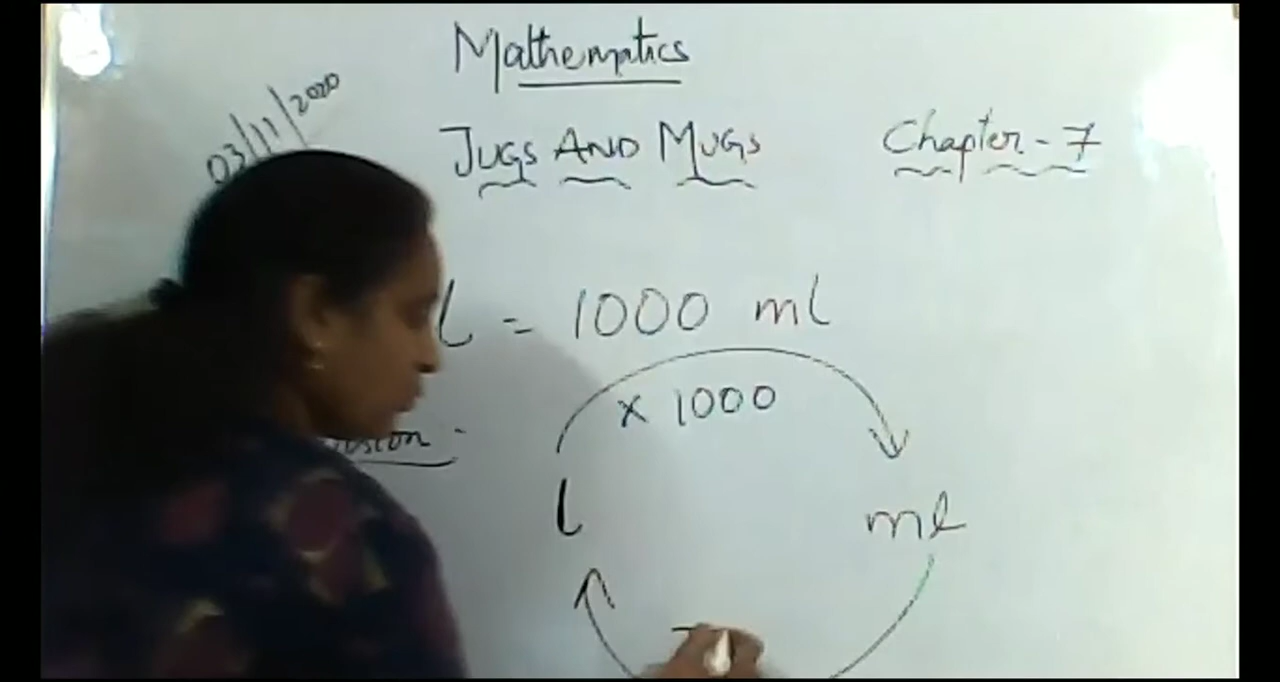 Mathematics
03/11/2020
JUGS AND MUGS Chapter - 7
l = 1000 ml
x 1000
l ml